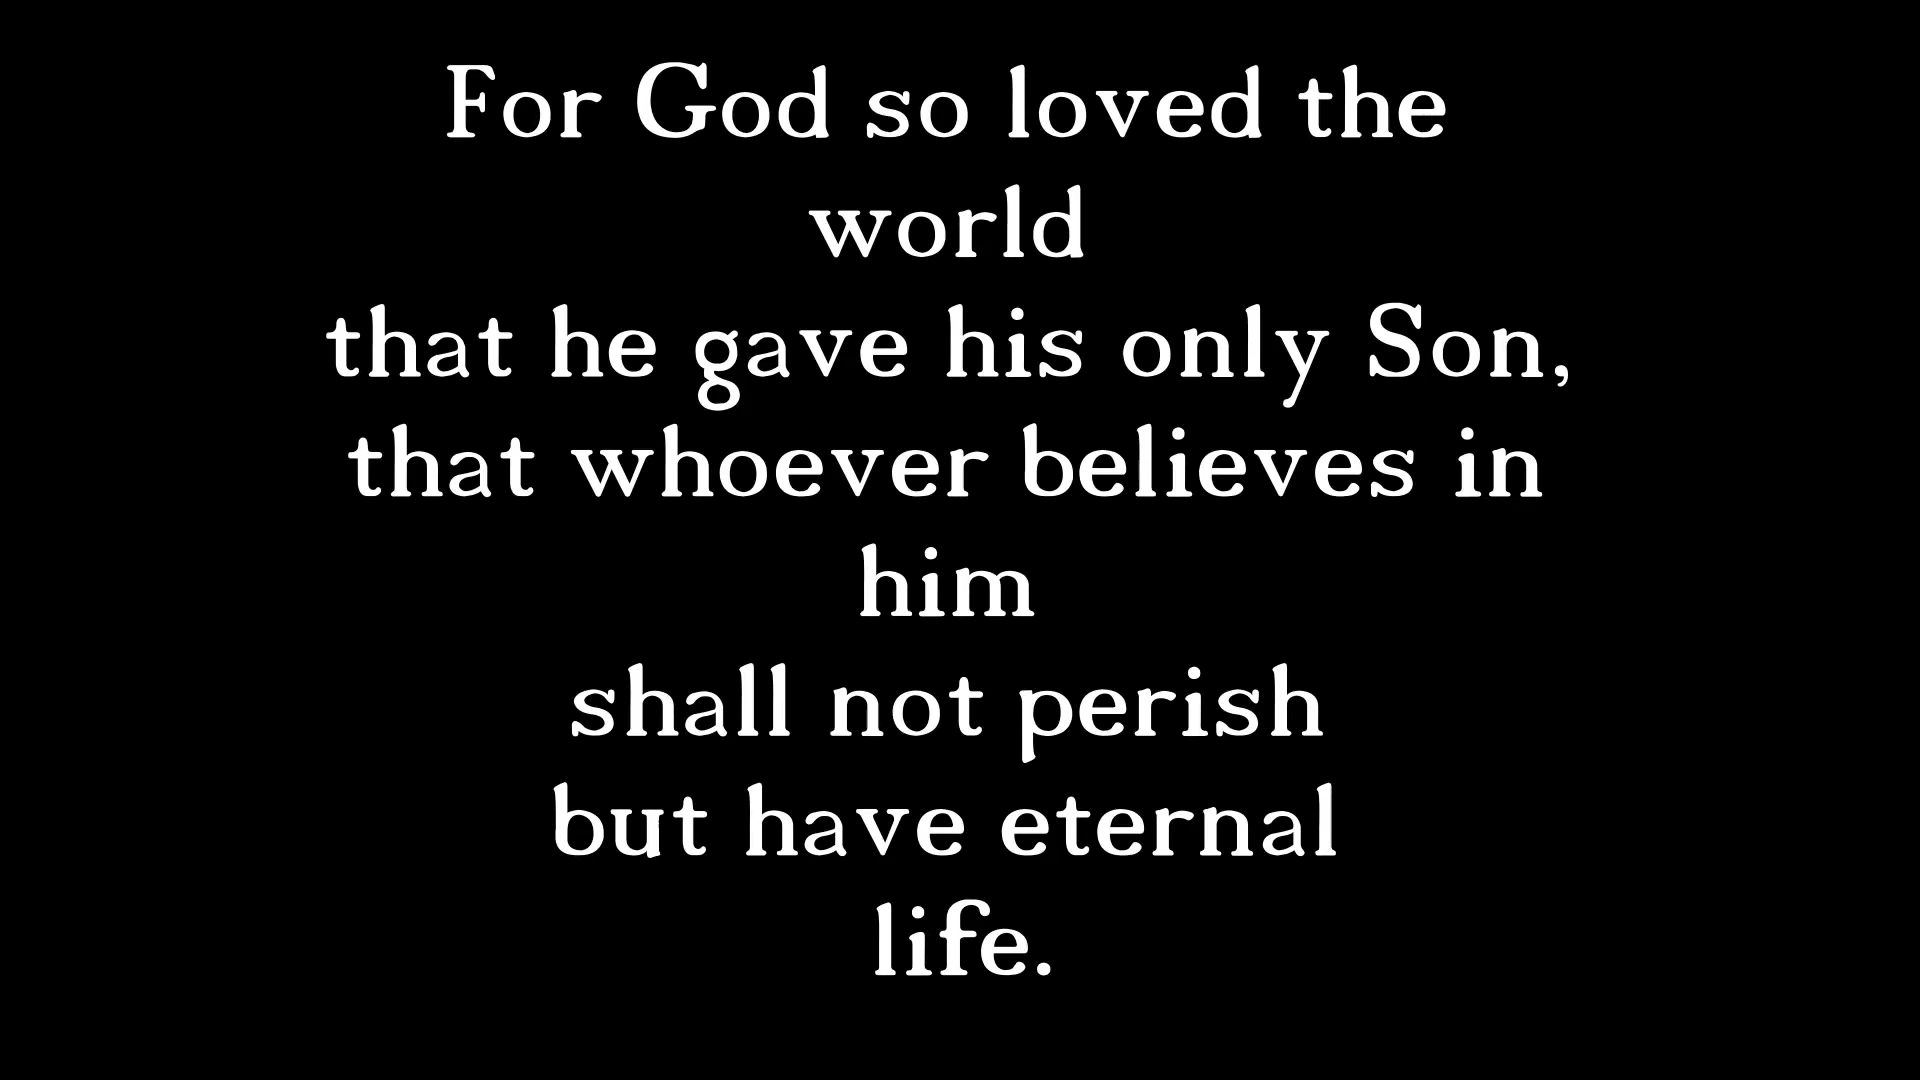 For God so loved the
world
that he gave his only Son,
that whoever believes in
him
shall not perish
but have eternal
life.